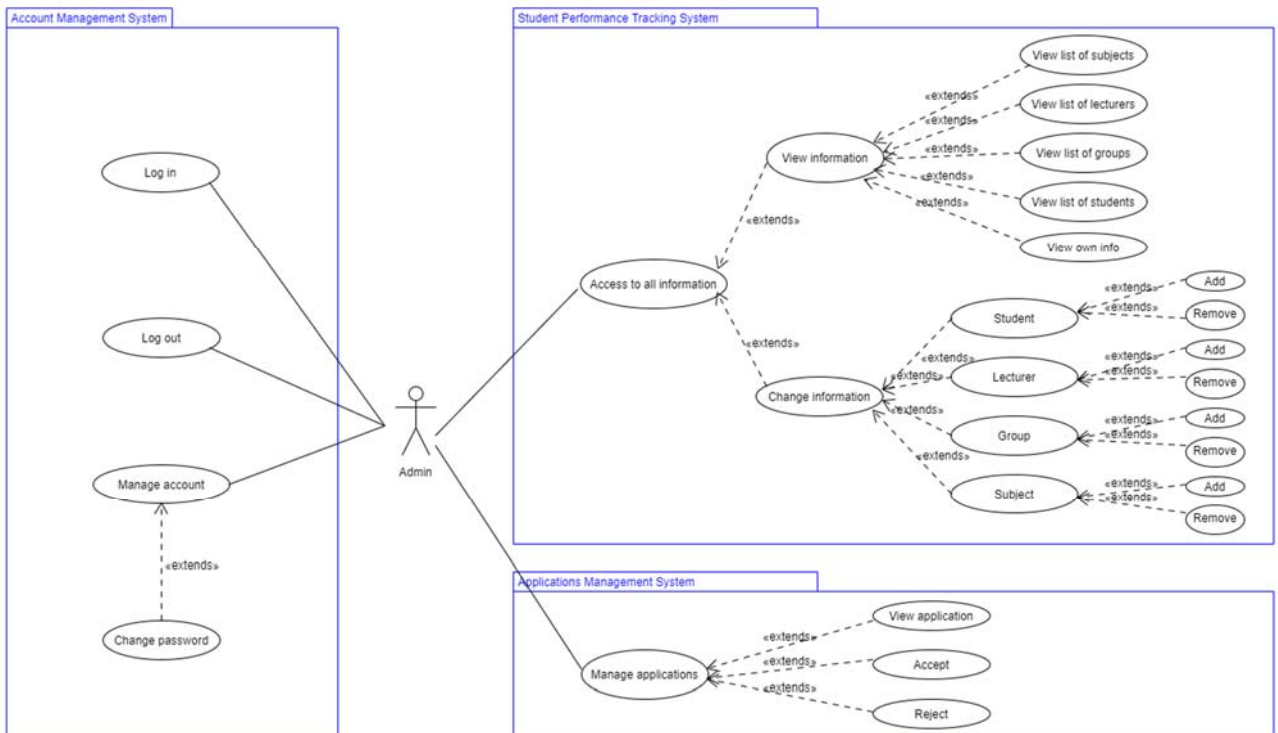 Account Management System
Log in
Log out
Manage account
«extends»
Change password
Admin
Student Performance Tracking System
View list of subjects
«extends»
View list of lecturers
«extends»
View information
«extends»
View list of groups
«extends»
View list of students
«extends»
View own info
«extends»
Access to all information
«extends»
Change information
Student
«extends»
Add
«extends»
Remove
«extends»
Lecturer
«extends»
Add
«extends»
Remove
«extends»
Group
«extends»
Add
«extends»
Remove
«extends»
Subject
«extends»
Add
«extends»
Remove
«extends»
Applications Management System
Manage applications
«extends»
View application
«extends»
Accept
«extends»
Reject